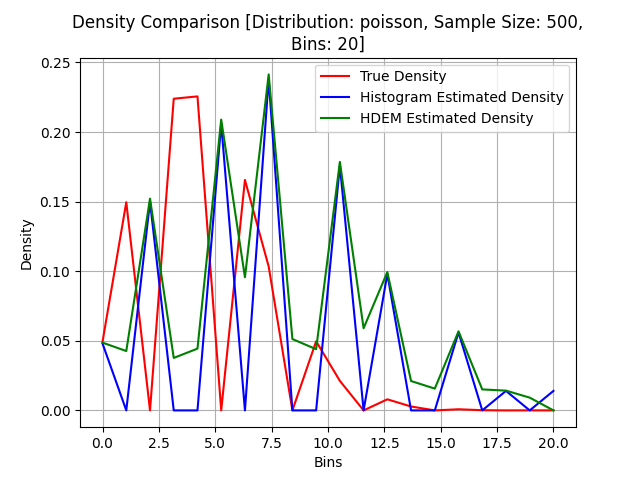 Density Comparison [Distribution: poisson, Sample Size: 500,
Bins: 20]
True Density
Histogram Estimated Density
HDEM Estimated Density
Density
0.25
0.20
0.15
0.10
0.05
0.00
0.0 2.5 5.0 7.5 10.0 12.5 15.0 17.5 20.0
Bins